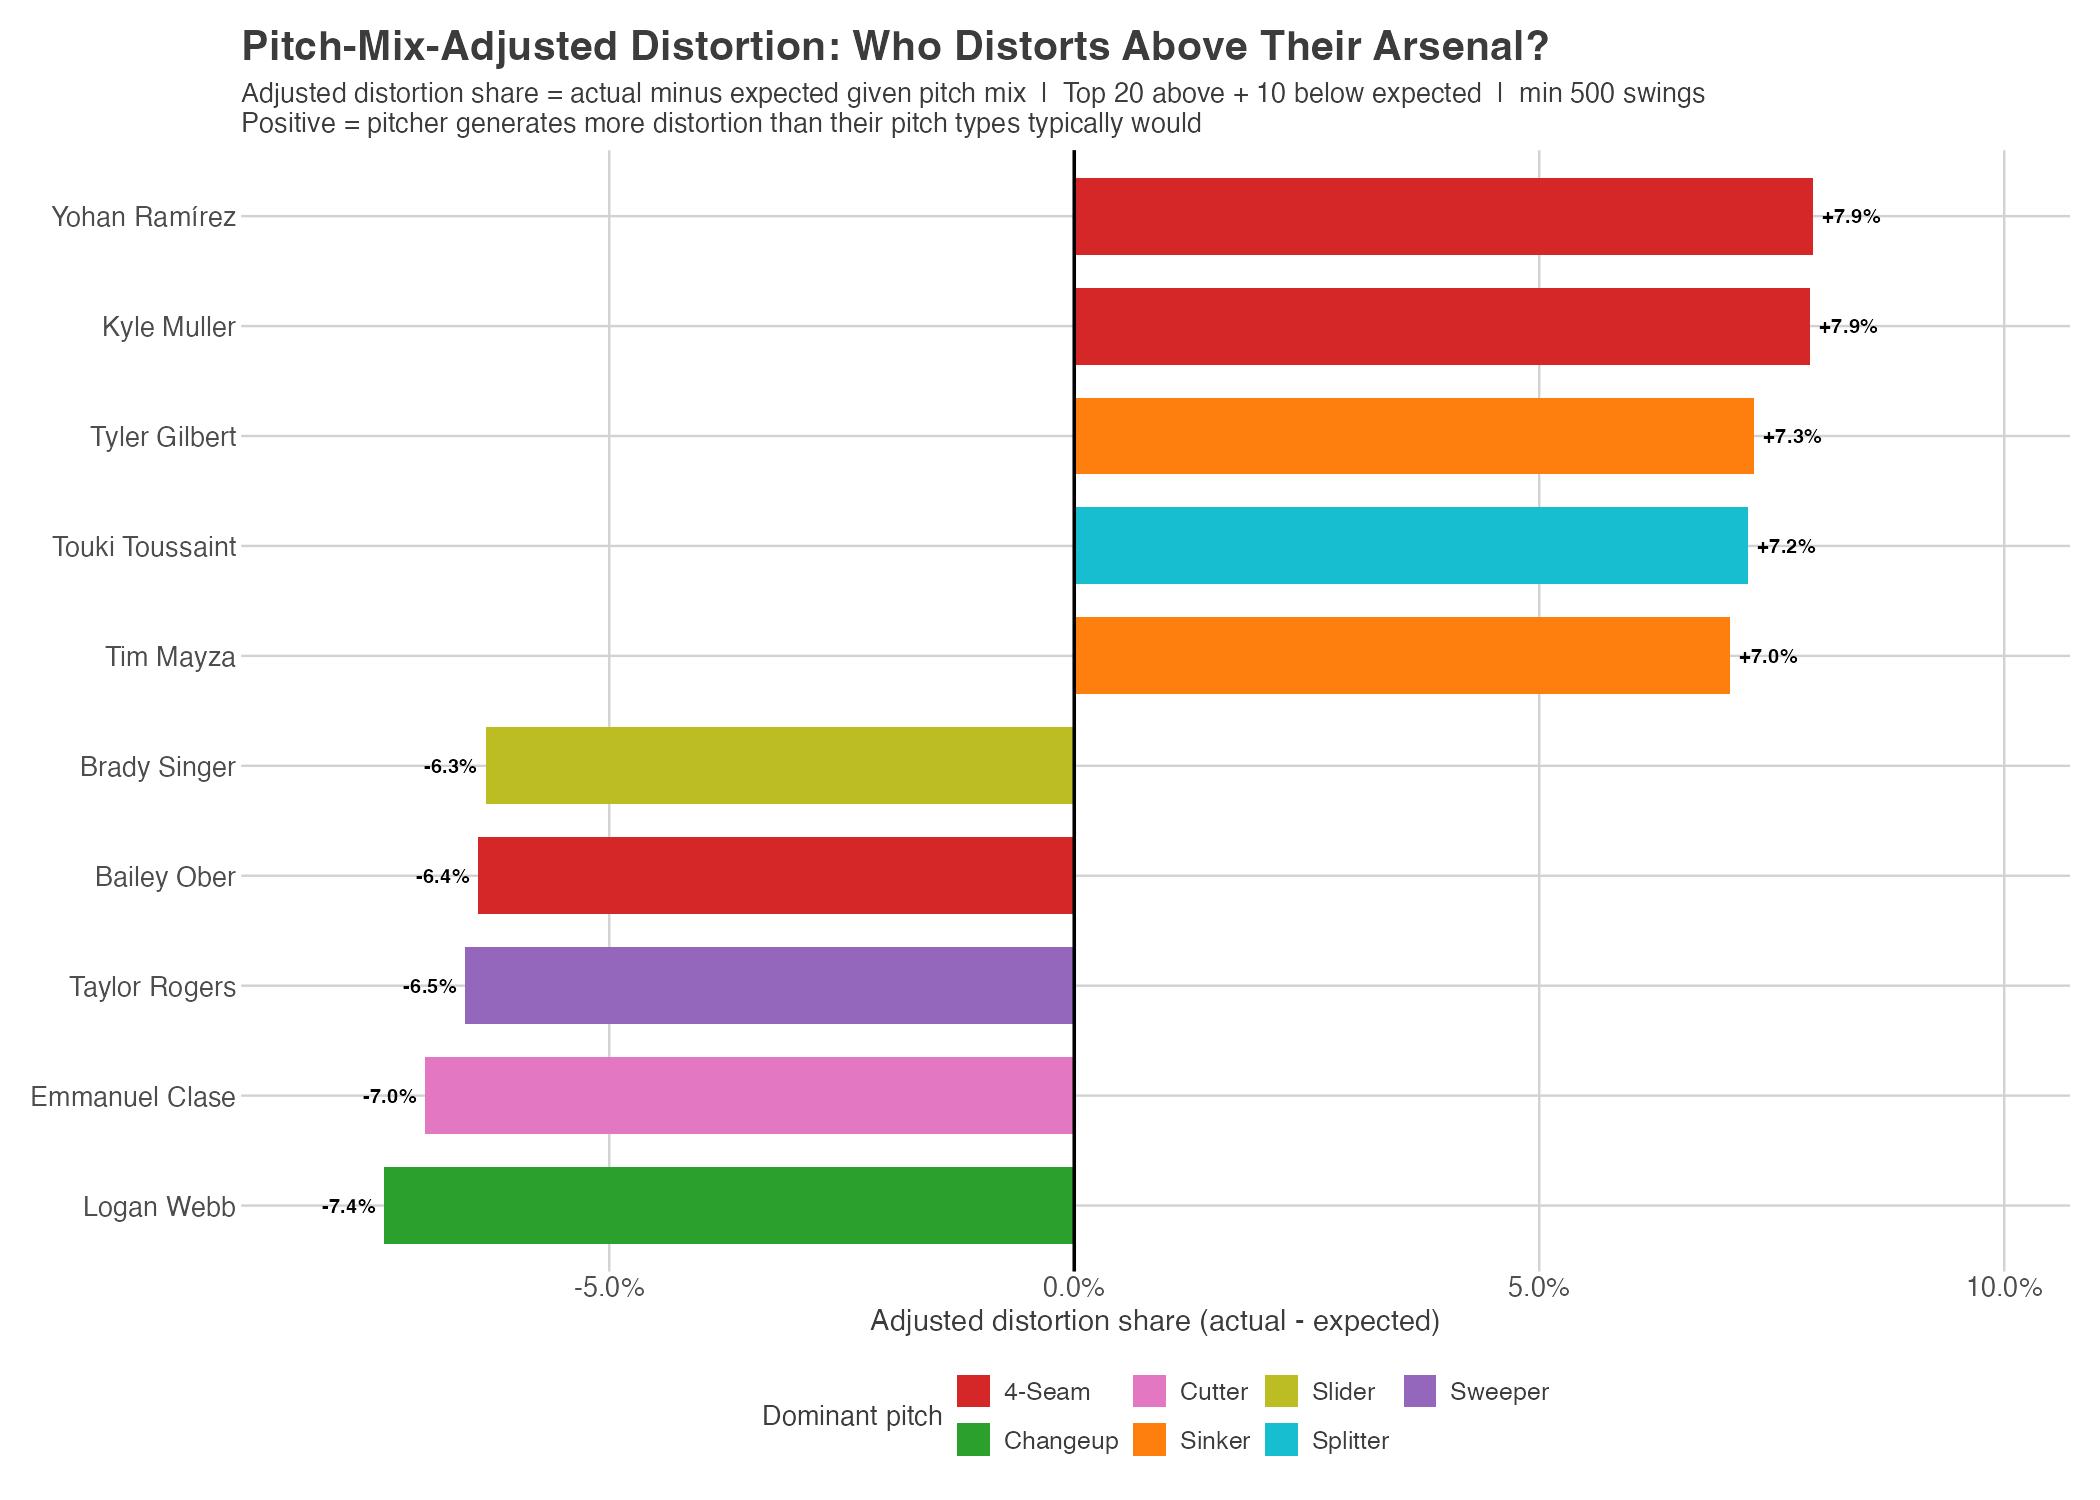 Pitch-Mix-Adjusted Distortion: Who Distorts Above Their Arsenal?
Adjusted distortion share = actual minus expected given pitch mix | Top 20 above + 10 below expected | min 500 swings
Positive = pitcher generates more distortion than their pitch types typically would
Yohan Ramírez +7.9%
Kyle Muller +7.9%
Tyler Gilbert +7.3%
Touki Toussaint +7.2%
Tim Mayza +7.0%
Brady Singer -6.3%
Bailey Ober -6.4%
Taylor Rogers -6.5%
Emmanuel Clase -7.0%
Logan Webb -7.4%
-5.0% 0.0% 5.0% 10.0%
Adjusted distortion share (actual - expected)
Dominant pitch
4-Seam Cutter Slider Sweeper
Changeup Sinker Splitter